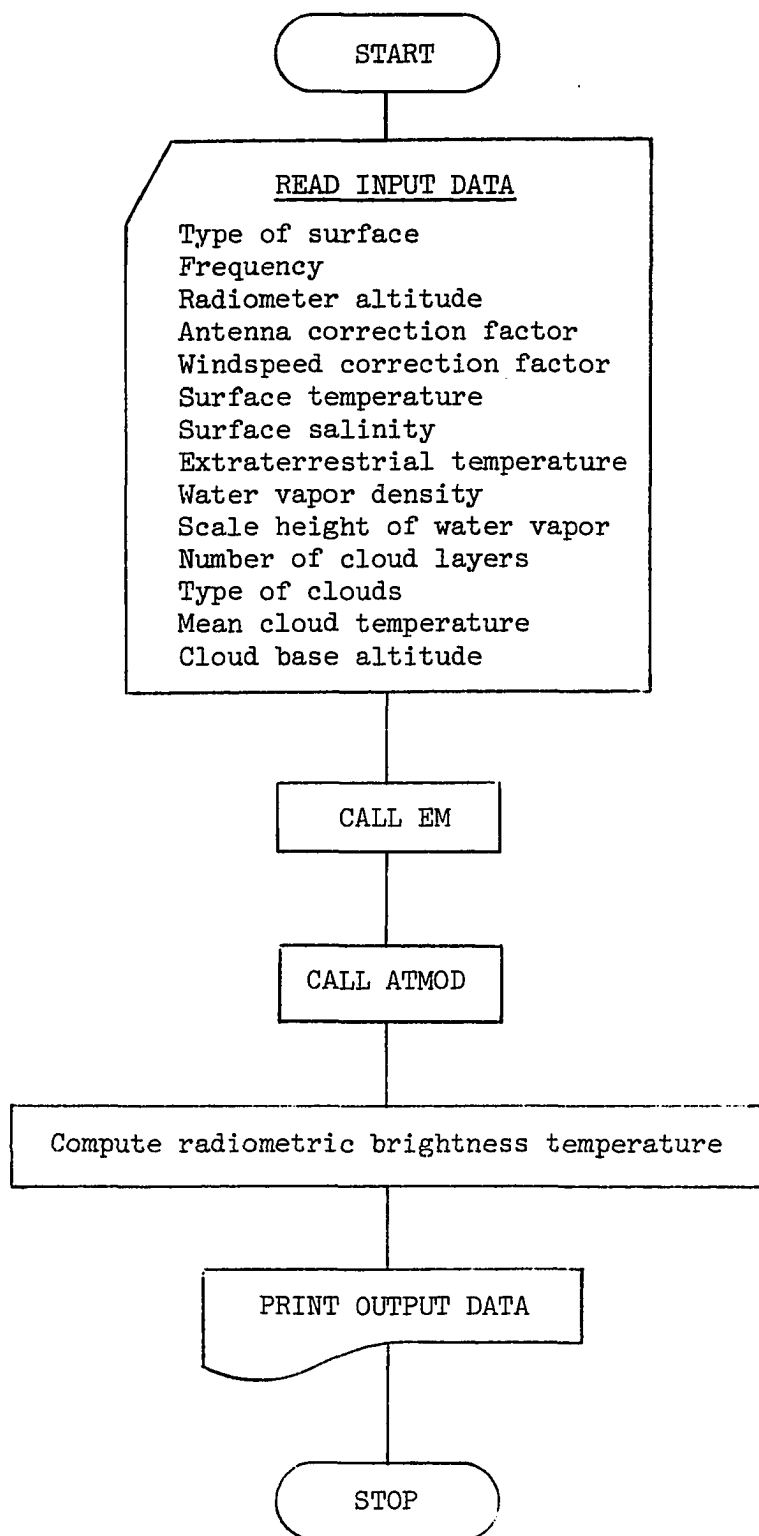 START
READ INPUT DATA
Type of surface
Frequency
Radiometer altitude
Antenna correction factor
Windspeed correction factor
Surface temperature
Surface salinity
Extraterrestrial temperature
Water vapor density
Scale height of water vapor
Number of cloud layers
Type of clouds
Mean cloud temperature
Cloud base altitude
CALL EM
CALL ATMOD
Compute radiometric brightness temperature
PRINT OUTPUT DATA
STOP